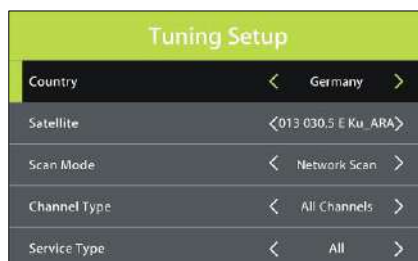 Tuning Setup
Country < Germany >
Satellite <013 030.5 E Ku_ARA>
Scan Mode < Network Scan >
Channel Type < All Channels >
Service Type < All >